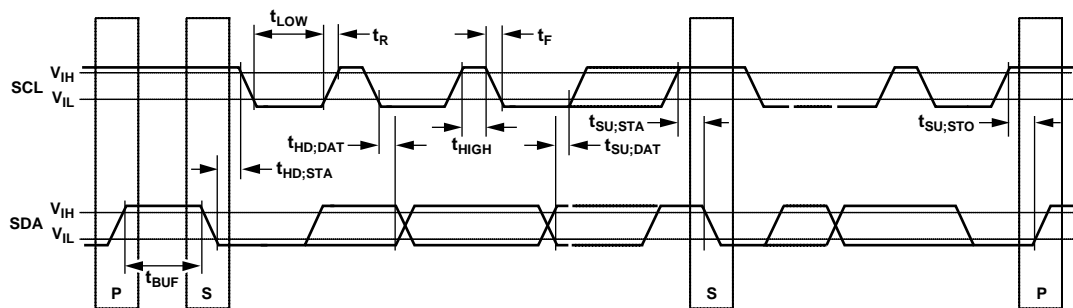 tLOW
tR
tF
VIH
SCL
VIL
tHD;DAT
tHIGH
tSU;STA
tSU;DAT
tSU;STO
tHD;STA
VIH
SDA
VIL
tBUF
P
S
S
P